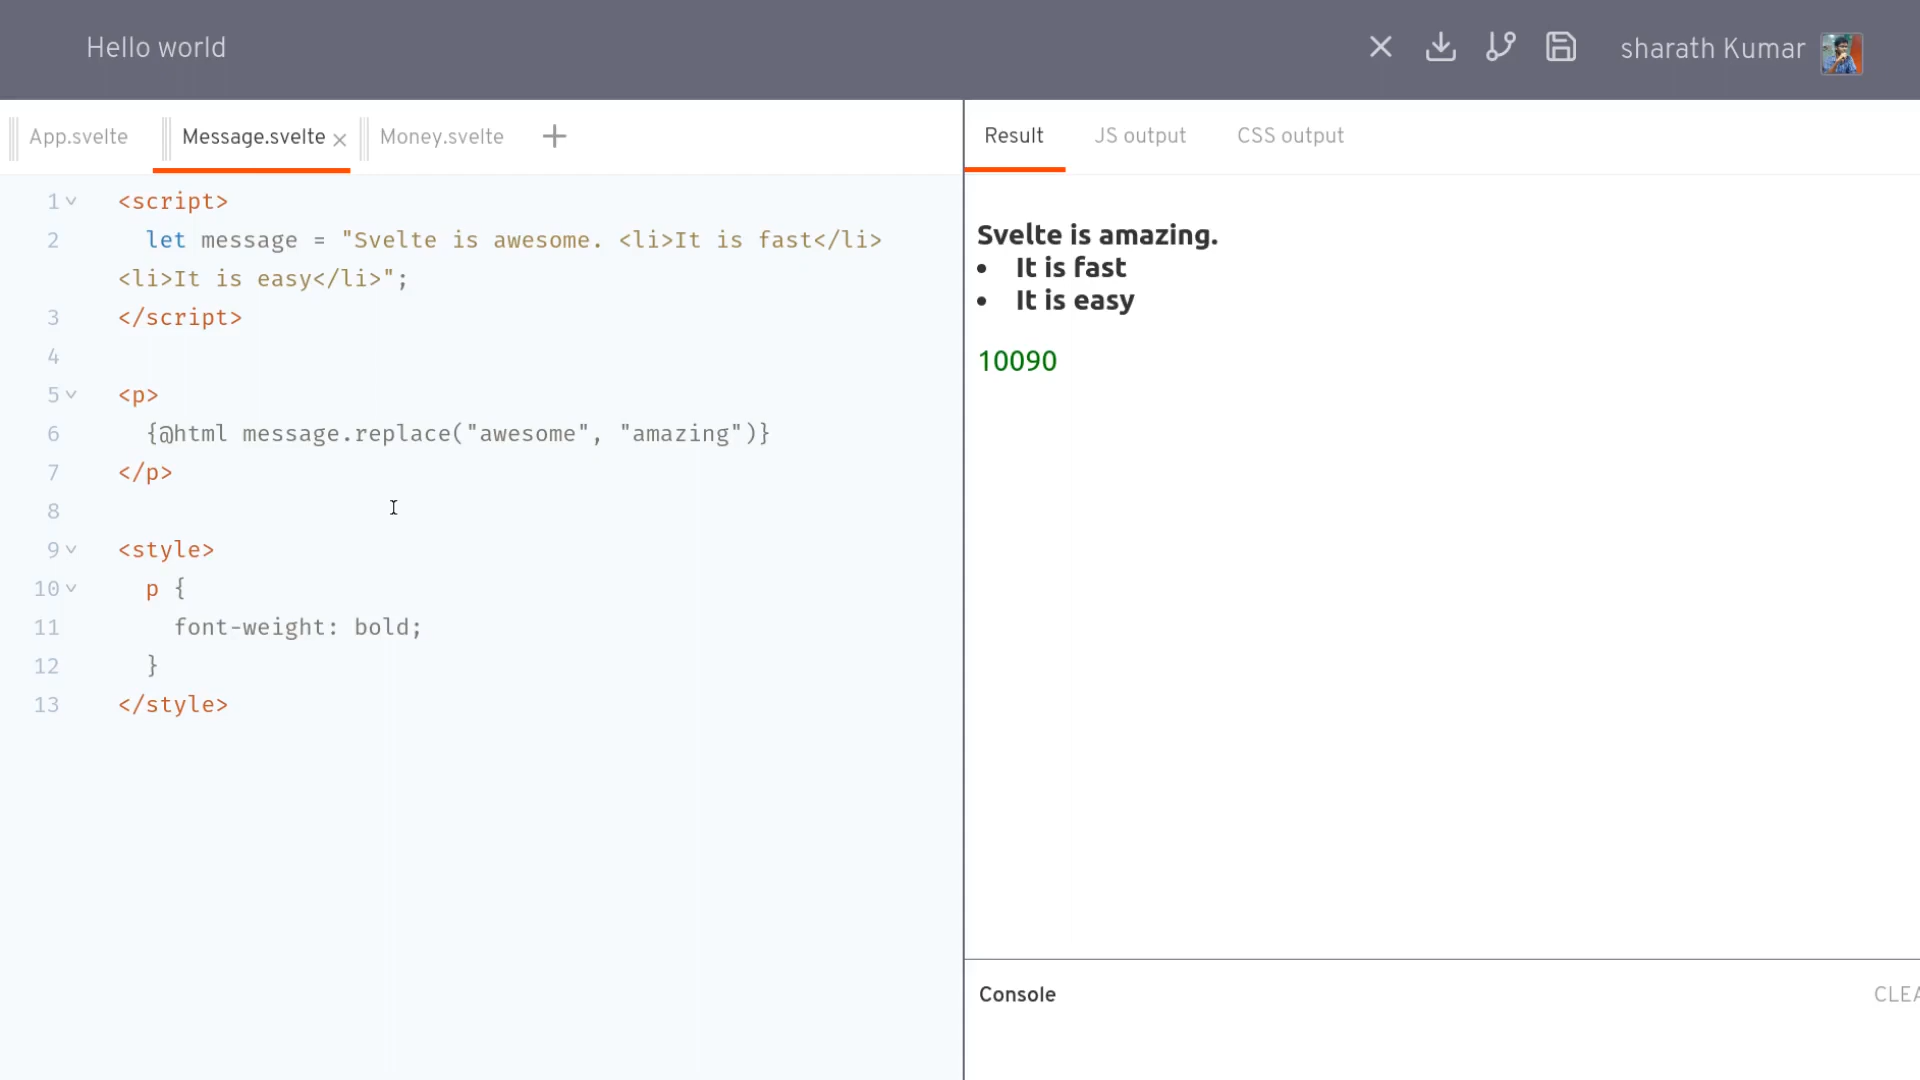 Hello world
sharath Kumar
App.svelte
Message.svelte
Money.svelte
Result
JS output
CSS output
1
<script>
2
let message = "Svelte is awesome. <li>It is fast</li>
<li>It is easy</li>";
3
</script>
4
5
<p>
6
{@html message.replace("awesome", "amazing")}
7
</p>
8
9
<style>
10
p {
11
font-weight: bold;
12
}
13
</style>
Svelte is amazing.
• It is fast
• It is easy
10090
Console
CLEA